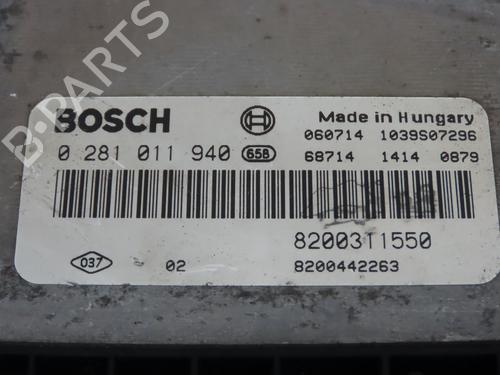 B-PARTS
BOSCH
Made in Hungary
060714 1039S07296
0 281 011 940 658
68714 1414 0879
8200311550
037 02 8200442263